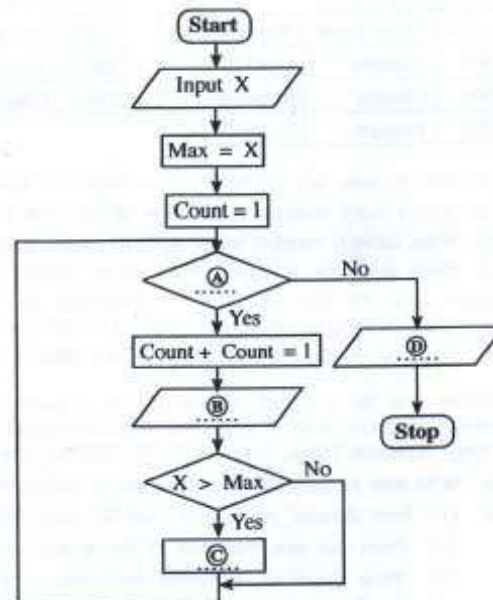 Start
Input X
Max = X
Count = 1
Ⓐ
......
No
Yes
Count + Count = 1
Ⓓ
......
Ⓑ
......
Stop
X > Max
No
Yes
Ⓒ
......